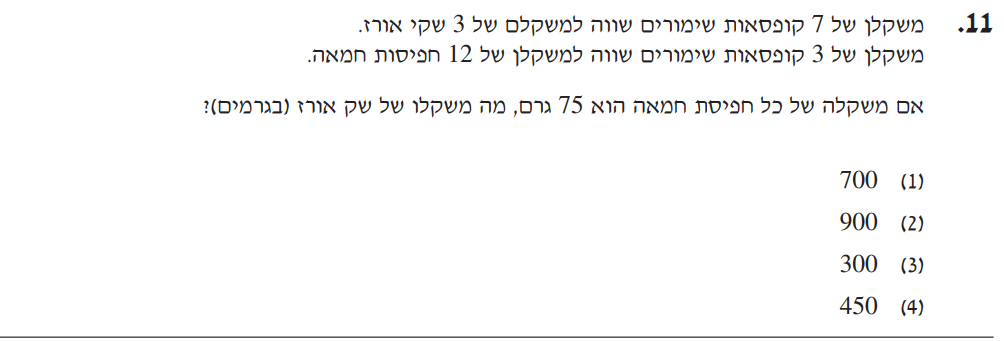 11. משקלן של 7 קופסאות שימורים שווה למשקלם של 3 שקי אורז.
משקלן של 3 קופסאות שימורים שווה למשקלן של 12 חפיסות חמאה.
אם משקלה של כל חפיסת חמאה הוא 75 גרם, מה משקלו של שק אורז (בגרמים)?
(1) 700
(2) 900
(3) 300
(4) 450